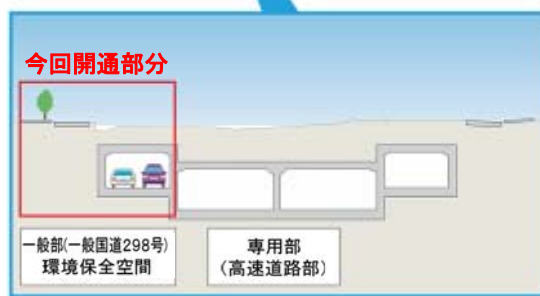 今回開通部分
一般部(一般国道298号)
環境保全空間
専用部
(高速道路部)